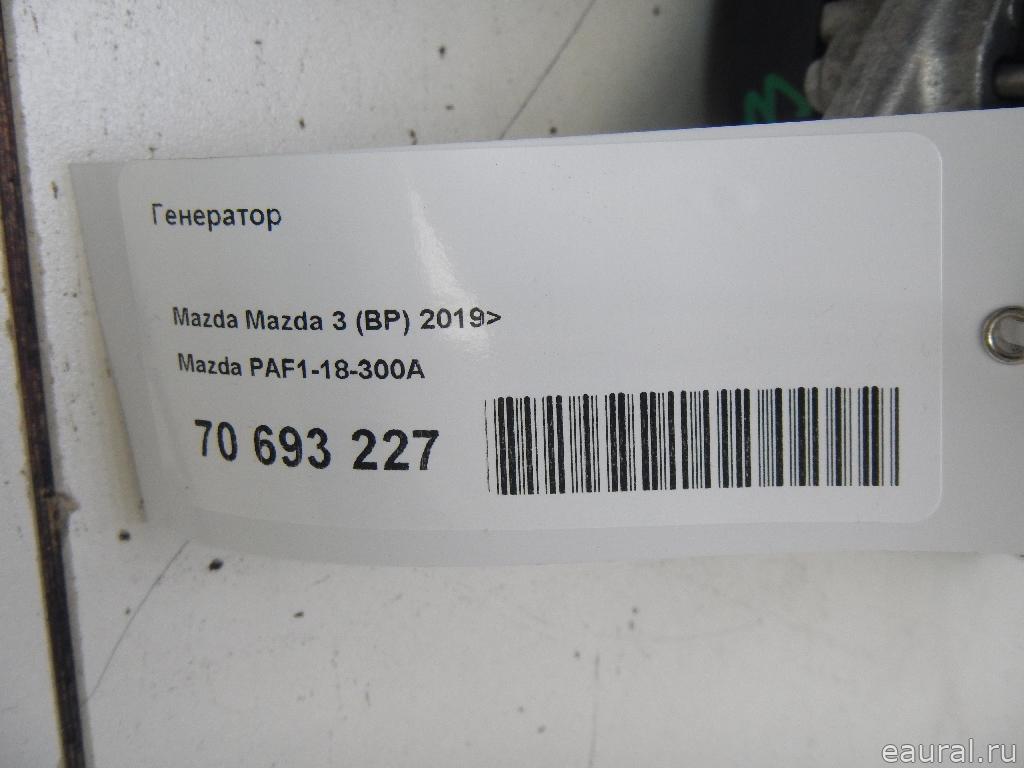 Генератор
Mazda Mazda 3 (BP) 2019>
Mazda PAF1-18-300A
70 693 227
eaural.ru